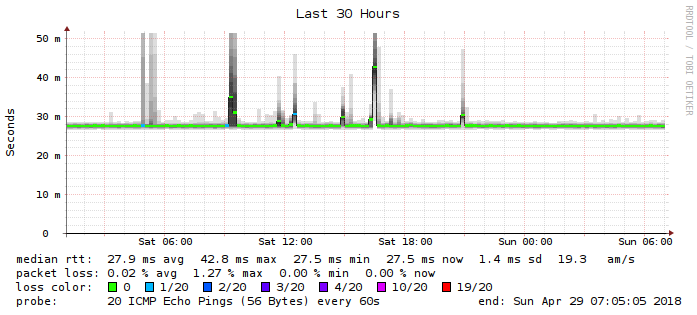 Last 30 Hours
RRDTOOL / TOBI OETIKER
Seconds
50 m
40 m
30 m
20 m
10 m
0
Sat 06:00 Sat 12:00 Sat 18:00 Sun 00:00 Sun 06:00
median rtt: 27.9 ms avg 42.8 ms max 27.5 ms min 27.5 ms now 1.4 ms sd 19.3 am/s
packet loss: 0.02 % avg 1.27 % max 0.00 % min 0.00 % now
loss color: 0 1/20 2/20 3/20 4/20 10/20 19/20
probe: 20 ICMP Echo Pings (56 Bytes) every 60s end: Sun Apr 29 07:05:05 2018